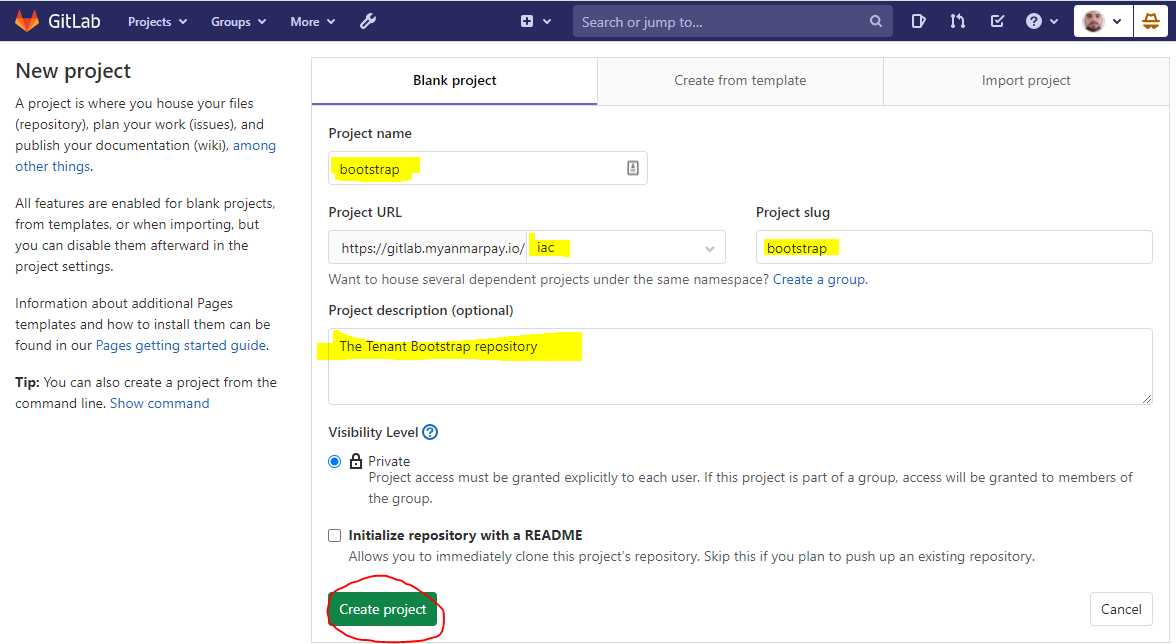 GitLab Projects Groups More Search or jump to...
New project
A project is where you house your files
(repository), plan your work (issues), and
publish your documentation (wiki), among
other things.
All features are enabled for blank projects,
from templates, or when importing, but
you can disable them afterward in the
project settings.
Information about additional Pages
templates and how to install them can be
found in our Pages getting started guide.
Tip: You can also create a project from the
command line. Show command
Blank project Create from template Import project
Project name
bootstrap
Project URL Project slug
https://gitlab.myanmarpay.io/ iac bootstrap
Want to house several dependent projects under the same namespace? Create a group.
Project description (optional)
The Tenant Bootstrap repository
Visibility Level
Private
Project access must be granted explicitly to each user. If this project is part of a group, access will be granted to members of
the group.
Initialize repository with a README
Allows you to immediately clone this project's repository. Skip this if you plan to push up an existing repository.
Create project Cancel